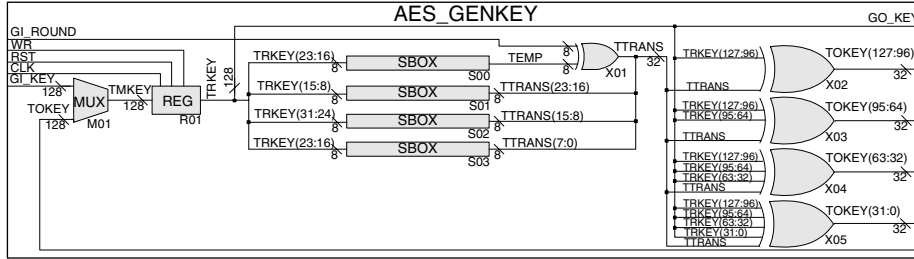 AES_GENKEY
GO_KEY
GI_ROUND
WR
RST
CLK
GI_KEY
128
TOKEY
128
MUX
M01
TMKEY
128
REG
R01
TRKEY
128
TRKEY(23:16)
8
SBOX
S00
TEMP
8
8
X01
TTRANS
32
TRKEY(15:8)
8
SBOX
S01
8
TTRANS(23:16)
TRKEY(31:24)
8
SBOX
S02
8
TTRANS(15:8)
TRKEY(23:16)
8
SBOX
S03
8
TTRANS(7:0)
TRKEY(127:96)
TTRANS
X02
TOKEY(127:96)
32
TRKEY(127:96)
TRKEY(95:64)
TTRANS
X03
TOKEY(95:64)
32
TRKEY(127:96)
TRKEY(95:64)
TRKEY(63:32)
TTRANS
X04
TOKEY(63:32)
32
TRKEY(127:96)
TRKEY(95:64)
TRKEY(63:32)
TRKEY(31:0)
TTRANS
X05
TOKEY(31:0)
32